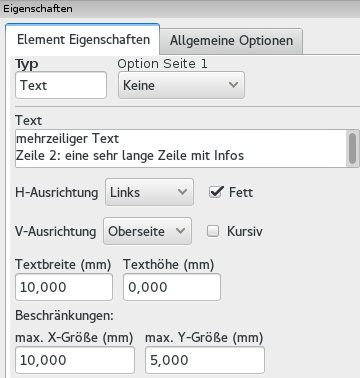 Eigenschaften
Element Eigenschaften Allgemeine Optionen
Typ Option Seite 1
Text Keine
Text
mehrzeiliger Text
Zeile 2: eine sehr lange Zeile mit Infos
H-Ausrichtung Links Fett
V-Ausrichtung Oberseite Kursiv
Textbreite (mm) Texthöhe (mm)
10,000 0,000
Beschränkungen:
max. X-Größe (mm) max. Y-Größe (mm)
10,000 5,000